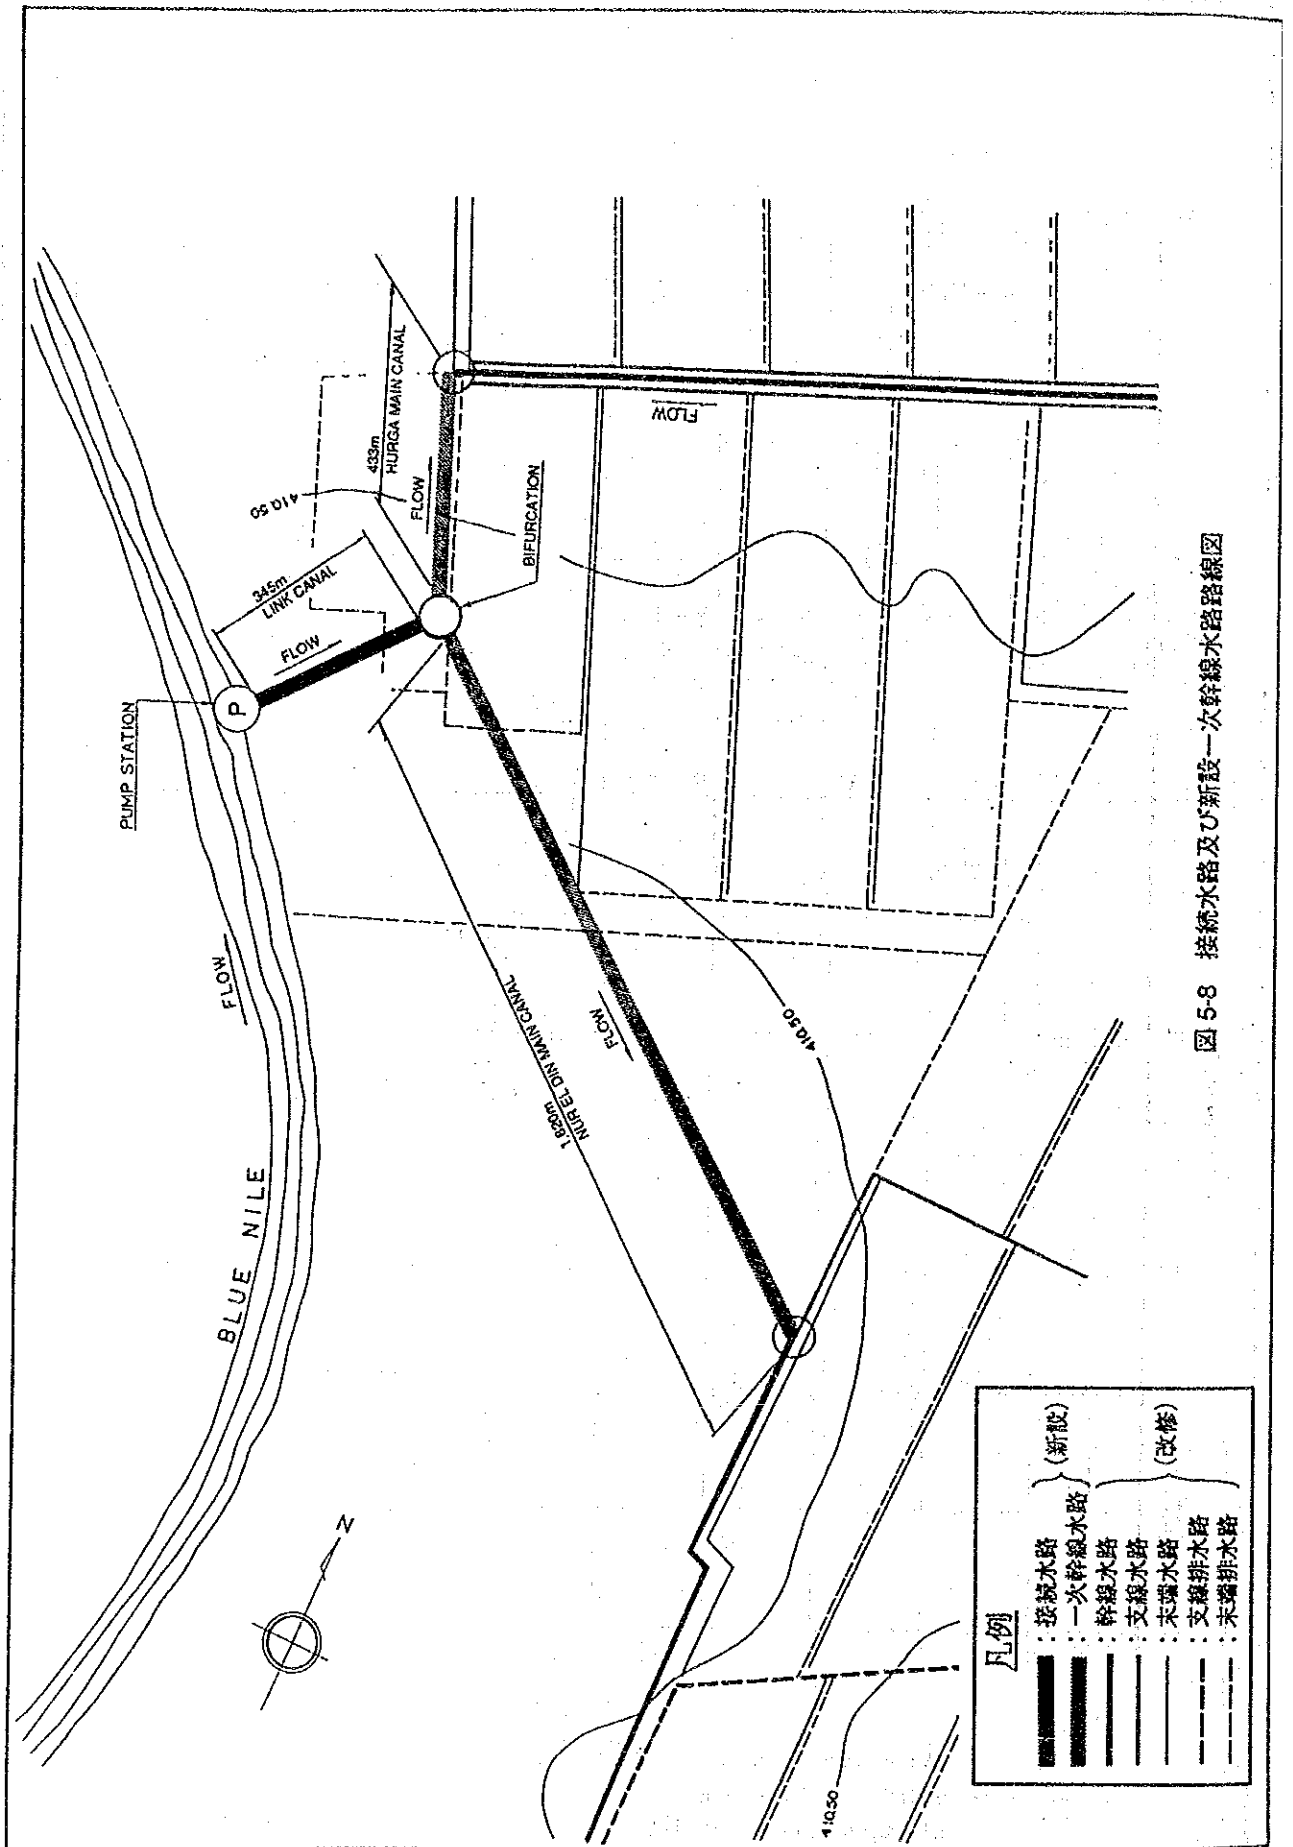 PUMP STATION
P
345m
LINK CANAL
FLOW
410.50
433m
HURGA MAIN CANAL
FLOW
BIFURCATION
FLOW
FLOW
BLUE NILE
1,820m
NUR EL DIN MAIN CANAL
FLOW
410.50
410.50
N
凡例
：接続水路
：一次幹線水路
(新設)
：幹線水路
：支線水路
：末端水路
：支線排水路
：末端排水路
(改修)
図 5-8 接続水路及び新設一次幹線水路路線図